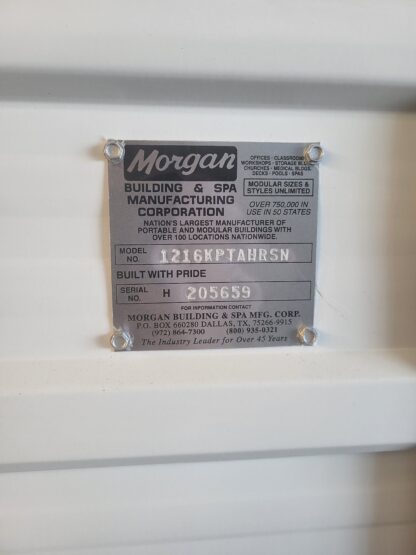 Morgan
OFFICES - CLASSROOMS
WORKSHOPS - STORAGE BLDGS.
CHURCHES - MEDICAL BLDGS.
DECKS - POOLS - SPAS
BUILDING & SPA
MANUFACTURING
CORPORATION
MODULAR SIZES &
STYLES UNLIMITED
OVER 750,000 IN
USE IN 50 STATES
NATION'S LARGEST MANUFACTURER OF
PORTABLE AND MODULAR BUILDINGS WITH
OVER 100 LOCATIONS NATIONWIDE.
MODEL NO. 1216KPTAHRSN
BUILT WITH PRIDE
SERIAL NO. H 205659
FOR INFORMATION CONTACT
MORGAN BUILDING & SPA MFG. CORP.
P.O. BOX 660280 DALLAS, TX, 75266-9915
(972) 864-7300 (800) 935-0321
The Industry Leader for Over 45 Years